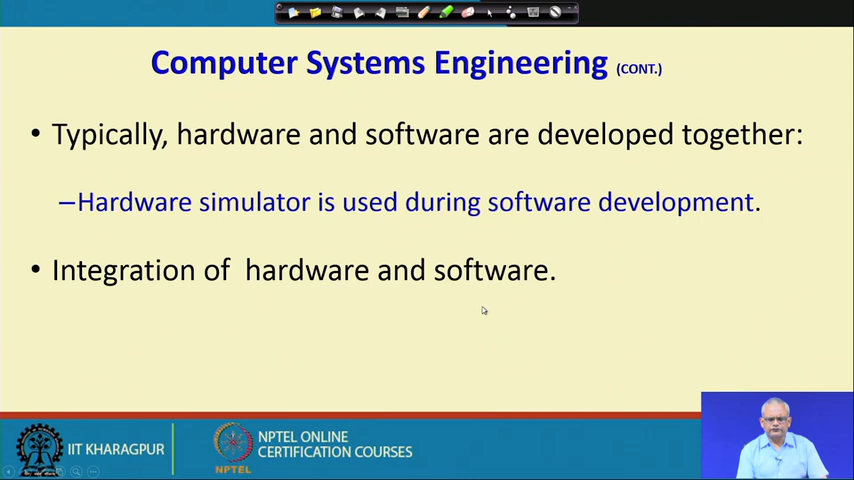 Computer Systems Engineering (CONT.)
• Typically, hardware and software are developed together:
–Hardware simulator is used during software development.
• Integration of hardware and software.
IIT KHARAGPUR
NPTEL
NPTEL ONLINE
CERTIFICATION COURSES